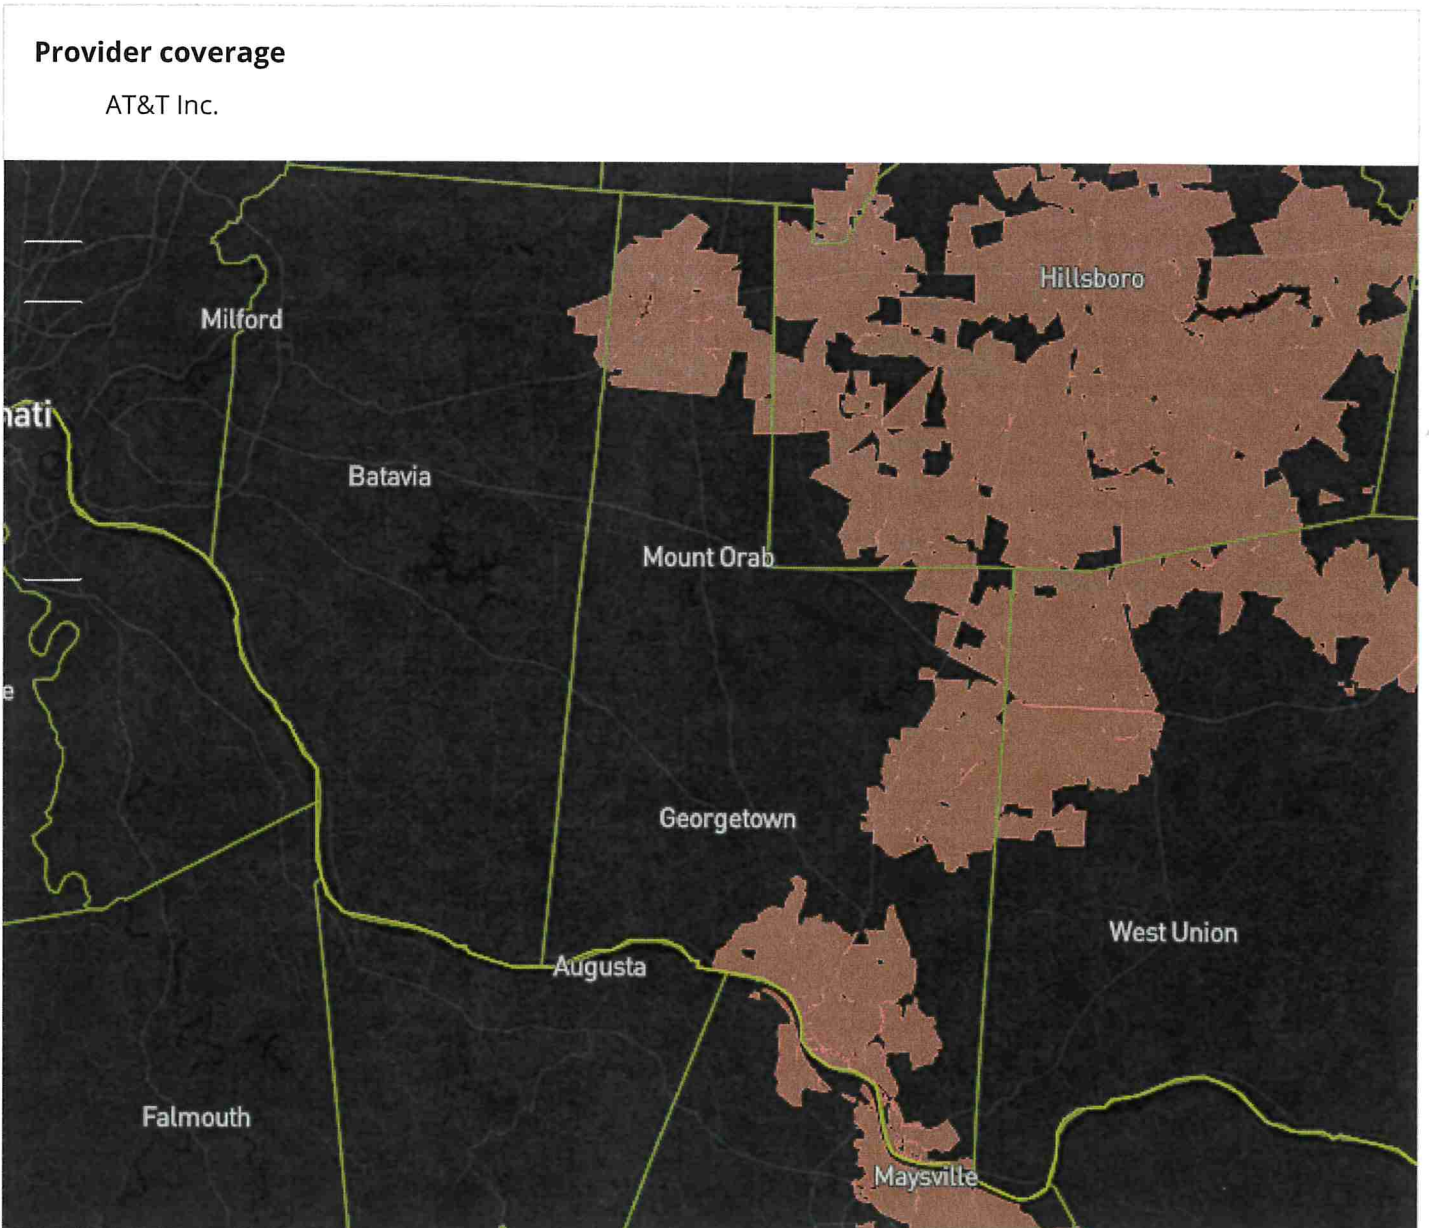 Provider coverage
AT&T Inc.
Hillsboro
Milford
nati
Batavia
Mount Orab
e
Georgetown
West Union
Augusta
Falmouth
Maysville